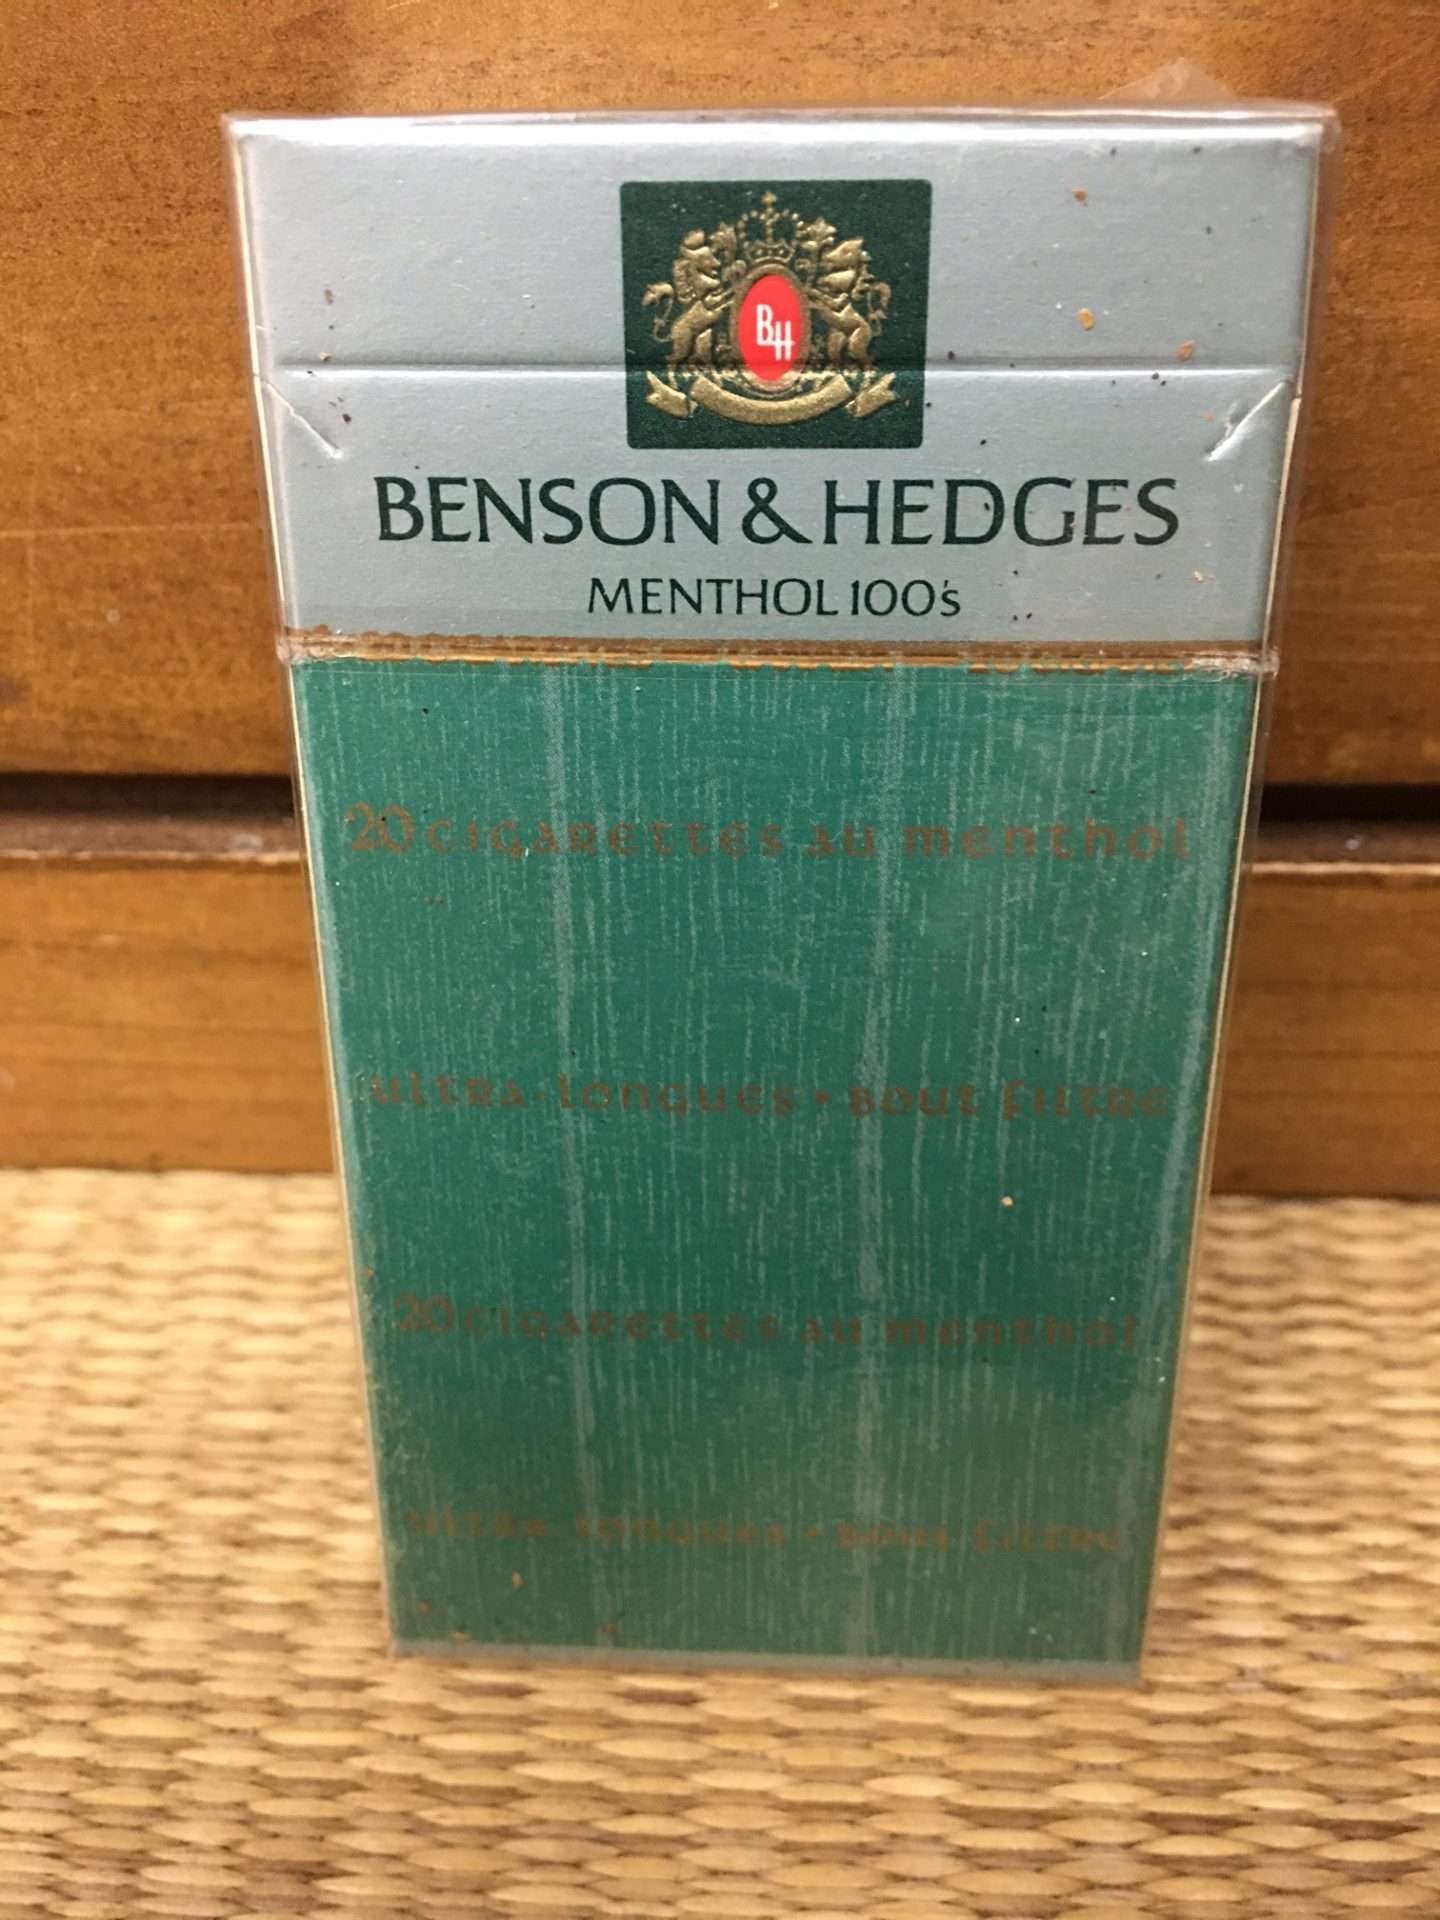 BH
BENSON & HEDGES
MENTHOL 100's
20 cigarettes au menthol
ultra-longues • Bout filtre
20 cigarettes au menthol
ultra longues • Bout filtre